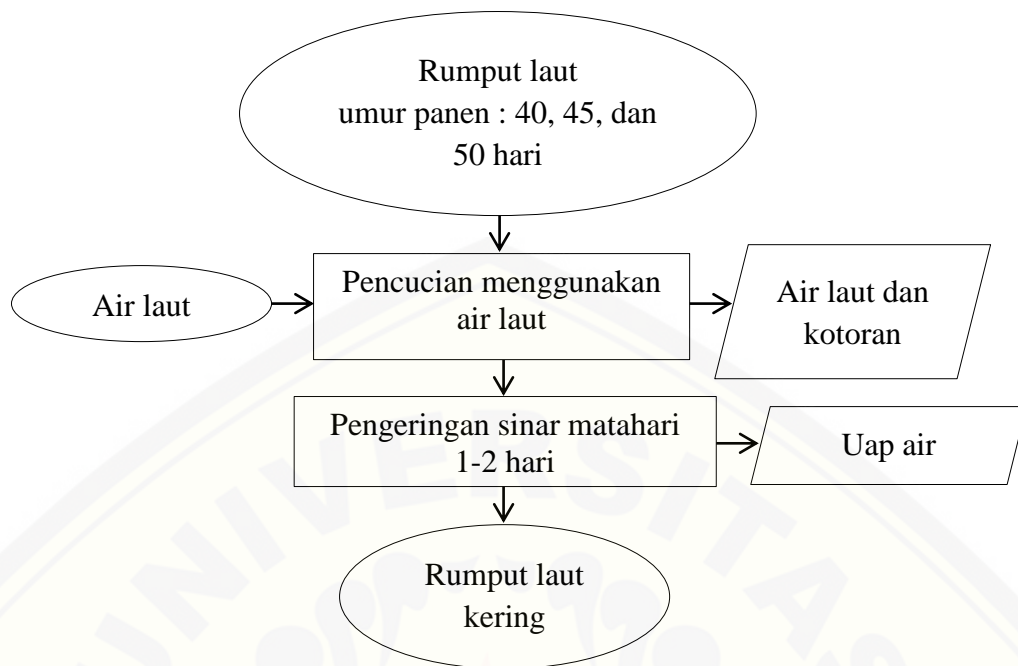 Rumput laut
umur panen : 40, 45, dan
50 hari
Air laut
Pencucian menggunakan
air laut
Air laut dan
kotoran
Pengeringan sinar matahari
1-2 hari
Uap air
Rumput laut
kering
UNIVERSITAS